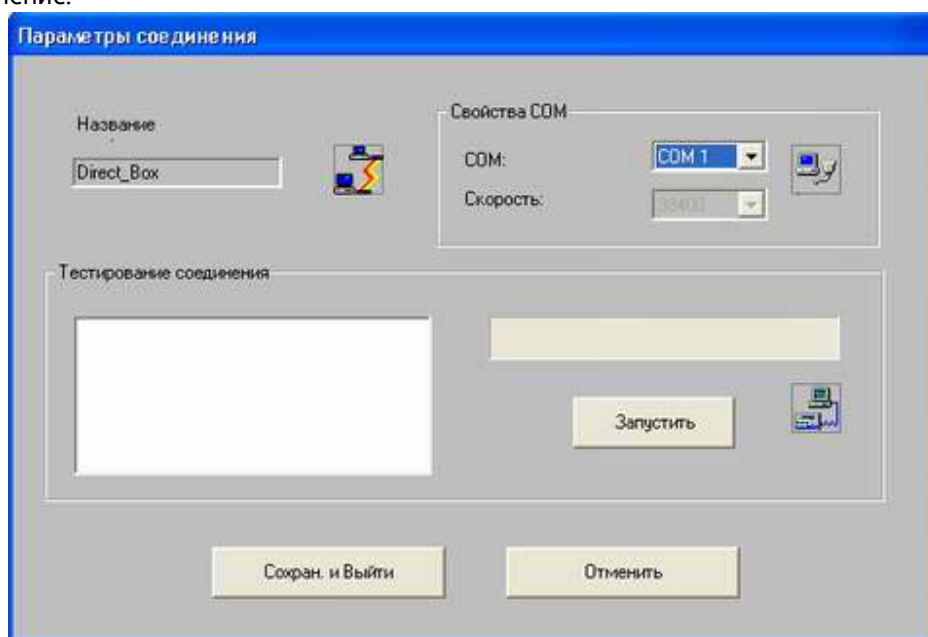 Параметры соединения
Название
Direct_Box
Свойства COM
COM:
COM 1
Скорость:
38400
Тестирование соединения
Запустить
Сохран. и Выйти
Отменить